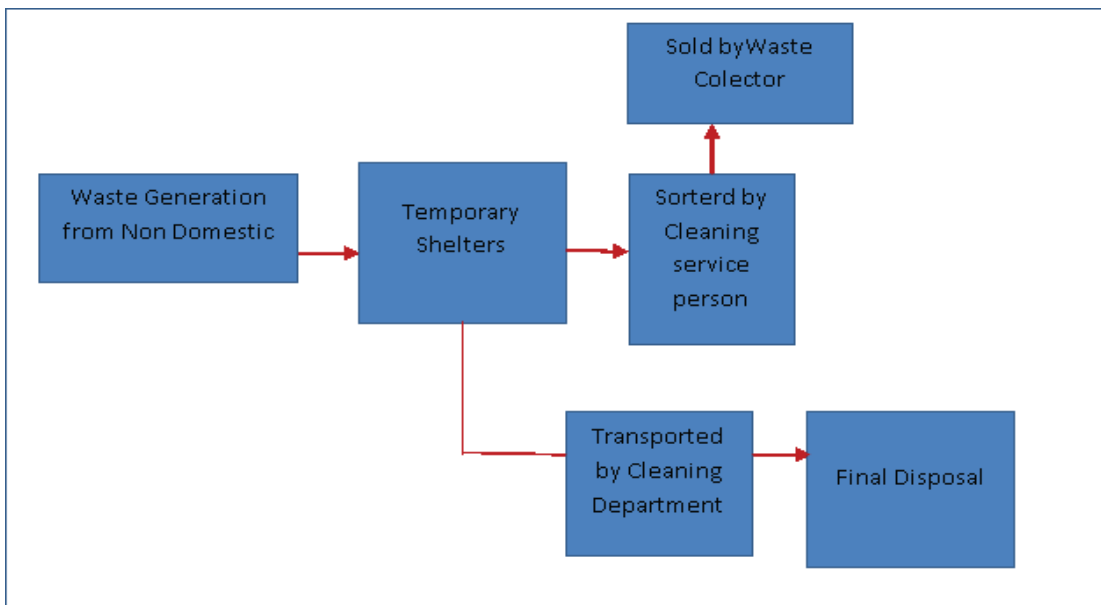 Sold byWaste
Colector
Waste Generation
from Non Domestic
Temporary
Shelters
Sorterd by
Cleaning
service
person
Transported
by Cleaning
Department
Final Disposal